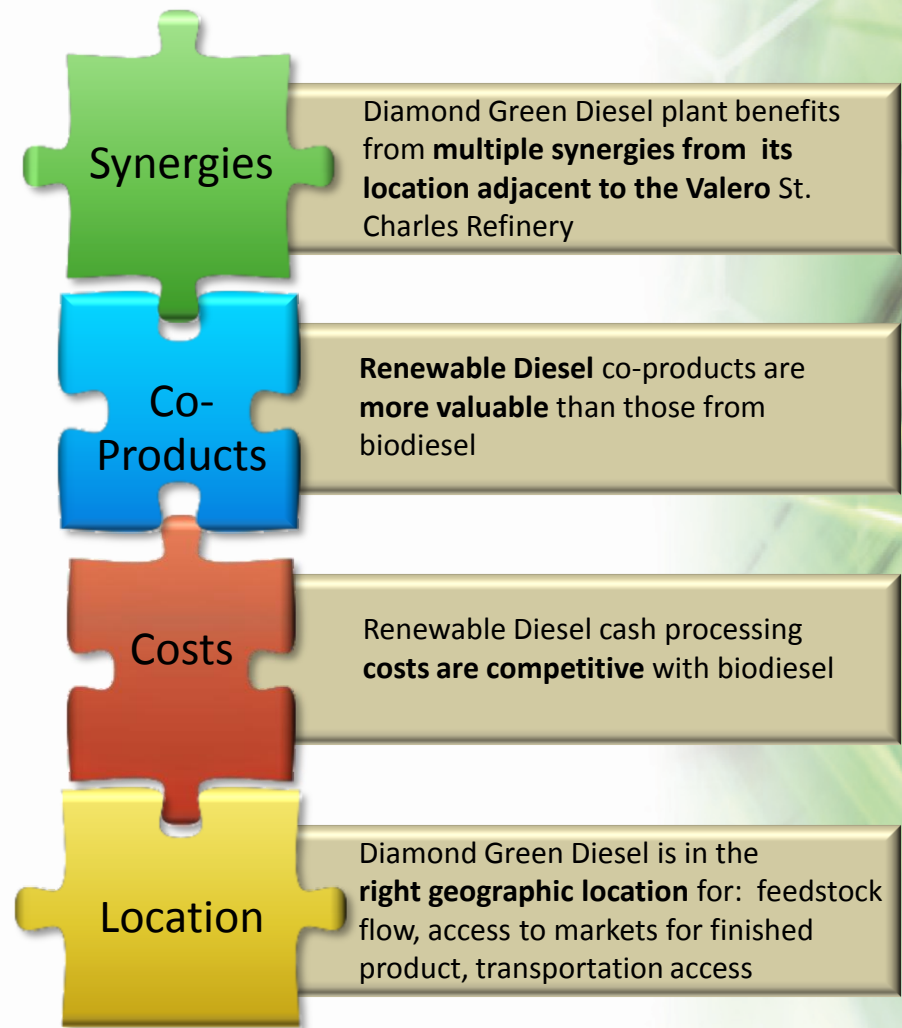 Synergies
Diamond Green Diesel plant benefits
from multiple synergies from its
location adjacent to the Valero St.
Charles Refinery
Co-
Products
Renewable Diesel co-products are
more valuable than those from
biodiesel
Costs
Renewable Diesel cash processing
costs are competitive with biodiesel
Location
Diamond Green Diesel is in the
right geographic location for: feedstock
flow, access to markets for finished
product, transportation access